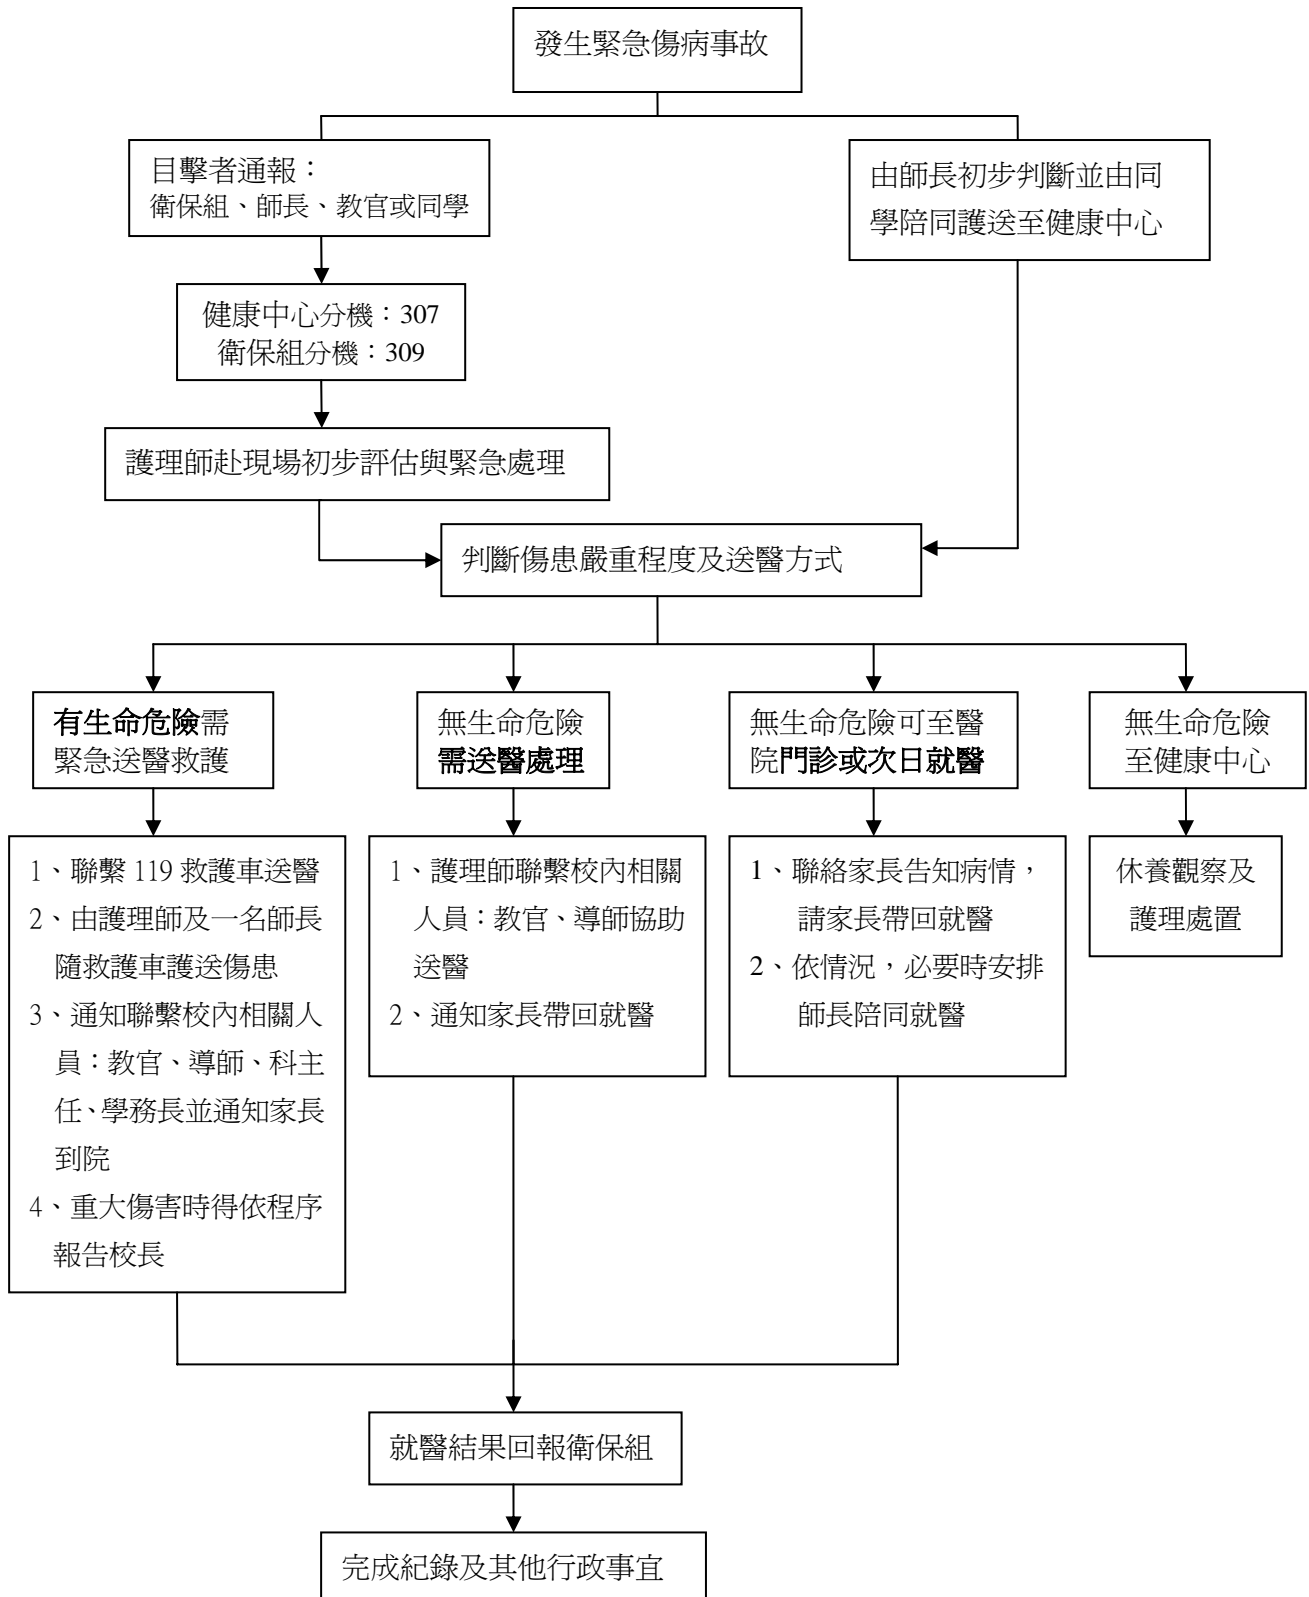 發生緊急傷病事故
目擊者通報：
衛保組、師長、教官或同學
由師長初步判斷並由同
學陪同護送至健康中心
健康中心分機：307
衛保組分機：309
護理師赴現場初步評估與緊急處理
判斷傷患嚴重程度及送醫方式
有生命危險需
緊急送醫救護
無生命危險
需送醫處理
無生命危險可至醫
院門診或次日就醫
無生命危險
至健康中心
1、聯繫 119 救護車送醫
2、由護理師及一名師長
隨救護車護送傷患
3、通知聯繫校內相關人
員：教官、導師、科主
任、學務長並通知家長
到院
4、重大傷害時得依程序
報告校長
1、護理師聯繫校內相關
人員：教官、導師協助
送醫
2、通知家長帶回就醫
1、聯絡家長告知病情，
請家長帶回就醫
2、依情況，必要時安排
師長陪同就醫
休養觀察及
護理處置
就醫結果回報衛保組
完成紀錄及其他行政事宜